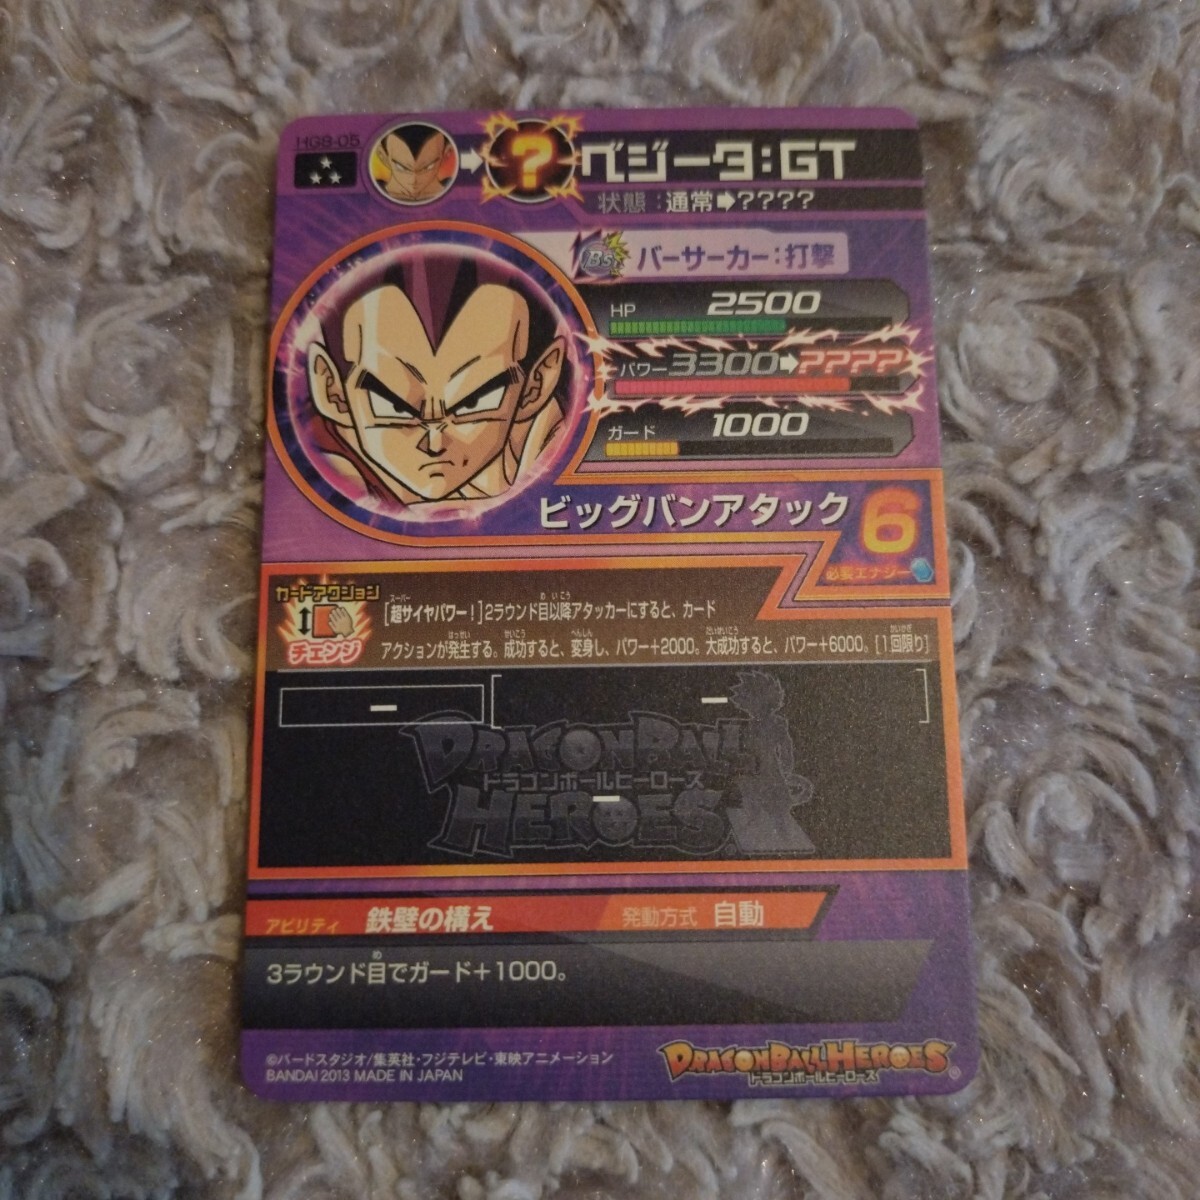 HG8-05
ベジータ:GT
状態:通常➡????
Bs バーサーカー:打撃
HP 2500
パワー 3300➡????
ガード 1000
ビッグバンアタック 6
必要エナジー
カードアクション
チェンジ
[超サイヤパワー！]2ラウンド目以降アタッカーにすると、カード
アクションが発生する。成功すると、変身し、パワー+2000。大成功すると、パワー+6000。[1回限り]
DRAGONBALL
ドラゴンボールヒーローズ
HEROES
アビリティ 鉄壁の構え 発動方式 自動
3ラウンド目でガード+1000。
©バードスタジオ/集英社・フジテレビ・東映アニメーション
BANDAI 2013 MADE IN JAPAN
DRAGONBALLHEROES
ドラゴンボールヒーローズ